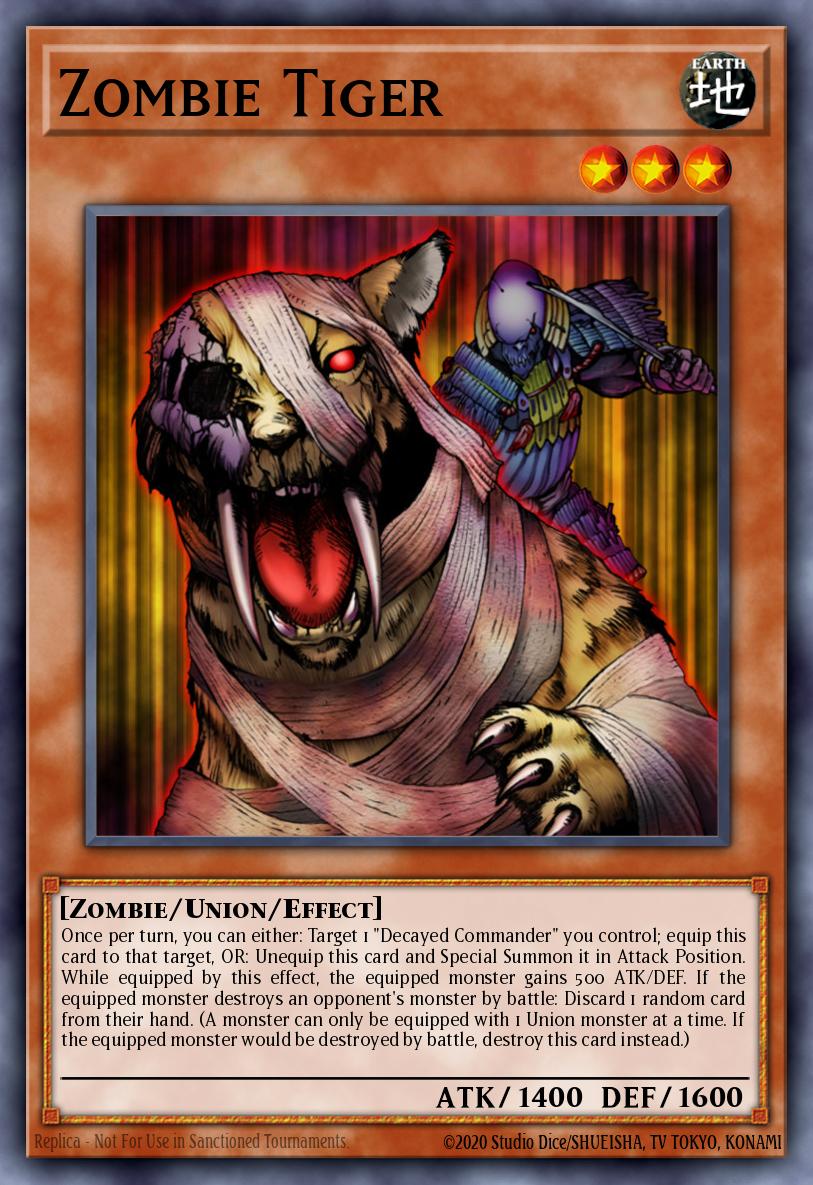 Zombie Tiger
EARTH
地
[Zombie/Union/Effect]
Once per turn, you can either: Target 1 "Decayed Commander" you control; equip this
card to that target, OR: Unequip this card and Special Summon it in Attack Position.
While equipped by this effect, the equipped monster gains 500 ATK/DEF. If the
equipped monster destroys an opponent's monster by battle: Discard 1 random card
from their hand. (A monster can only be equipped with 1 Union monster at a time. If
the equipped monster would be destroyed by battle, destroy this card instead.)
ATK/1400 DEF/1600
Replica - Not For Use in Sanctioned Tournaments.
©2020 Studio Dice/SHUEISHA, TV TOKYO, KONAMI